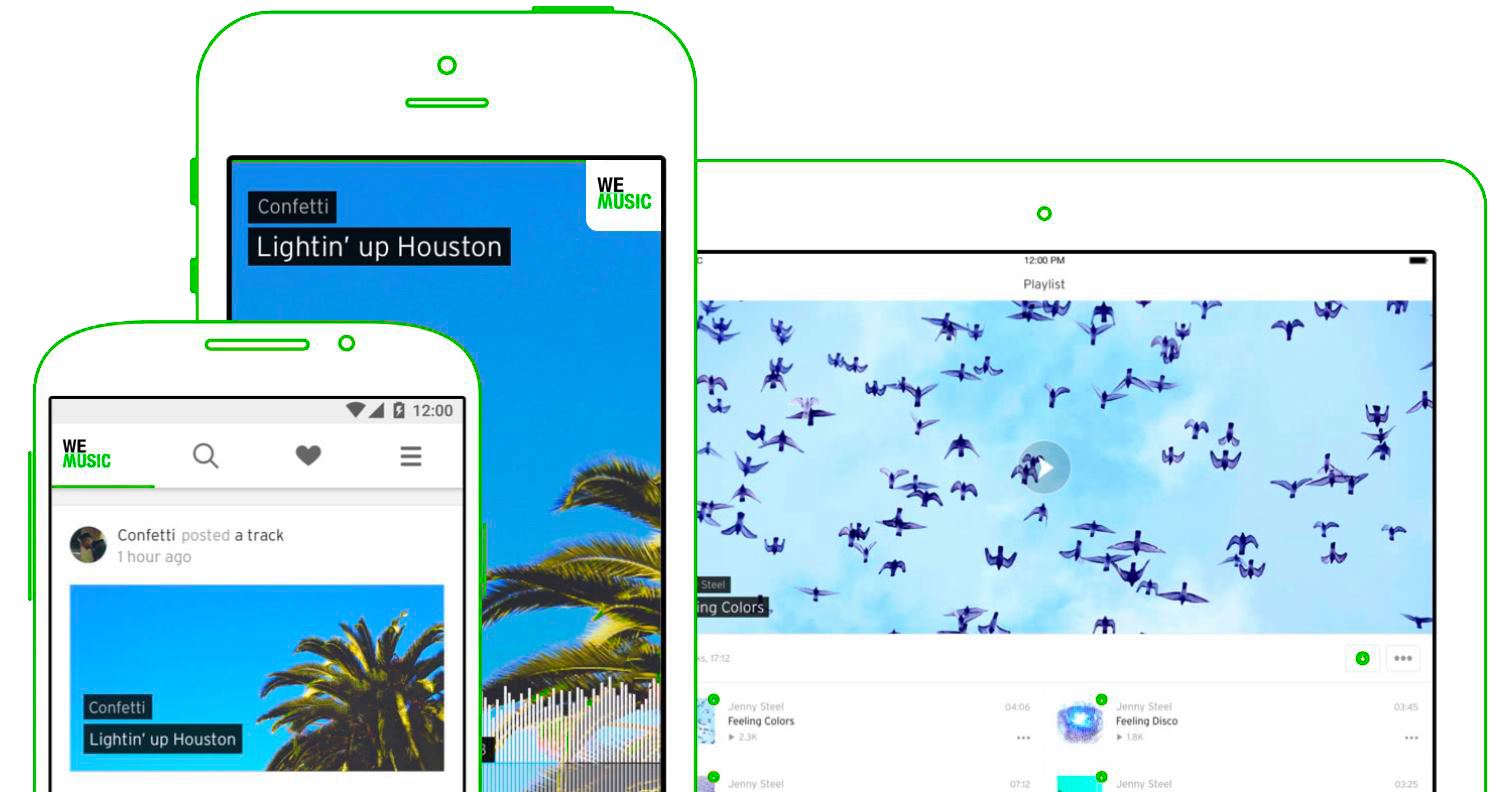 Confetti
Lightin’ up Houston
WE
MUSIC
12:00
WE
MUSIC
Confetti posted a track
1 hour ago
Confetti
Lightin’ up Houston
12:00 PM
Playlist
Steel
Colors
17:12
Jenny Steel
04:06
Feeling Colors
2.3K
Jenny Steel
03:45
Feeling Disco
1.8K
Jenny Steel
07:12
Jenny Steel
03:25